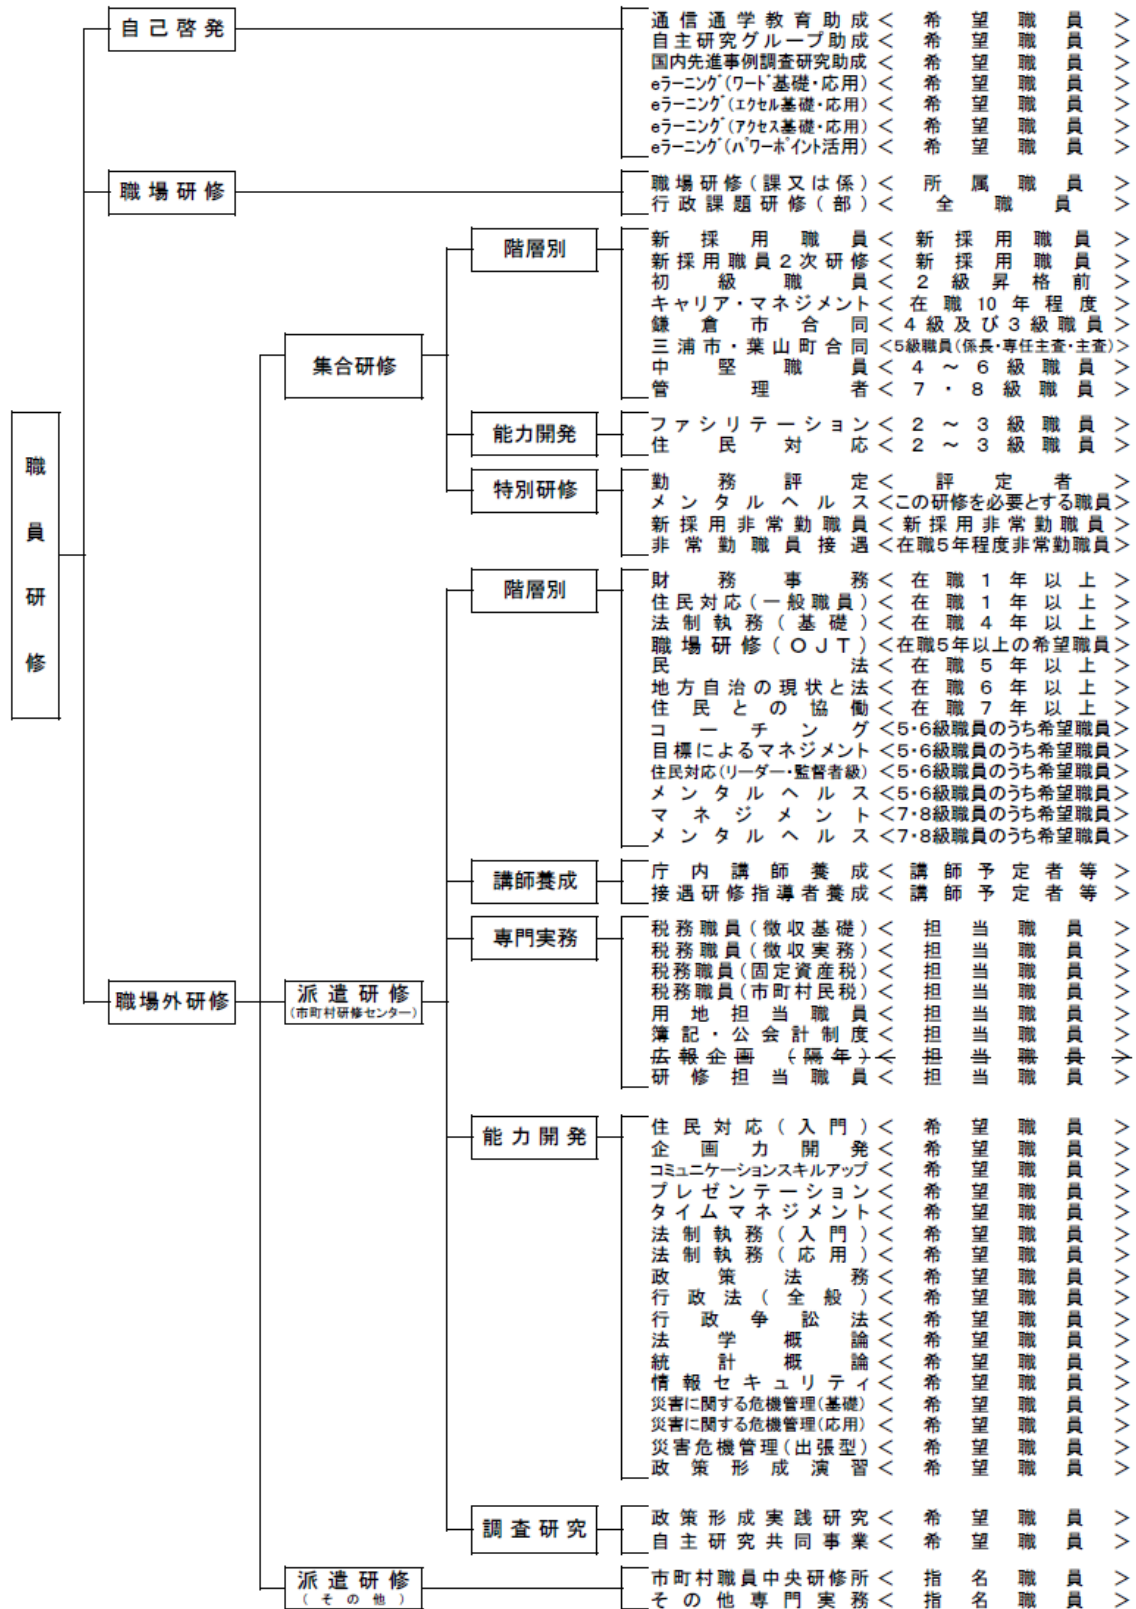 職員研修
自己啓発
通信通学教育助成＜希望職員＞
自主研究グループ助成＜希望職員＞
国内先進事例調査研究助成＜希望職員＞
eラーニング(ワード基礎・応用)＜希望職員＞
eラーニング(エクセル基礎・応用)＜希望職員＞
eラーニング(アクセス基礎・応用)＜希望職員＞
eラーニング(パワーポイント活用)＜希望職員＞
職場研修
職場研修(課又は係)＜所属職員＞
行政課題研修(部)＜全職員＞
職場外研修
集合研修
階層別
新採用職員＜新採用職員＞
新採用職員２次研修＜新採用職員＞
初級職員＜２級昇格前＞
キャリア・マネジメント＜在職10年程度＞
鎌倉市合同＜４級及び３級職員＞
三浦市・葉山町合同＜5級職員(係長・専任主査・主査)＞
中堅職員＜４～６級職員＞
管理者＜７・８級職員＞
能力開発
ファシリテーション＜２～３級職員＞
住民対応＜２～３級職員＞
特別研修
勤務評定＜評定者＞
メンタルヘルス＜この研修を必要とする職員＞
新採用非常勤職員＜新採用非常勤職員＞
非常勤職員接遇＜在職5年程度非常勤職員＞
派遣研修
(市町村研修センター)
階層別
財務事務＜在職１年以上＞
住民対応(一般職員)＜在職１年以上＞
法制執務(基礎)＜在職４年以上＞
職場研修(ＯＪＴ)＜在職5年以上の希望職員＞
民法＜在職５年以上＞
地方自治の現状と法＜在職６年以上＞
住民との協働＜在職７年以上＞
コーチング＜5・6級職員のうち希望職員＞
目標によるマネジメント＜5・6級職員のうち希望職員＞
住民対応(リーダー・監督者級)＜5・6級職員のうち希望職員＞
メンタルヘルス＜5・6級職員のうち希望職員＞
マネジメント＜7・8級職員のうち希望職員＞
メンタルヘルス＜7・8級職員のうち希望職員＞
講師養成
庁内講師養成＜講師予定者等＞
接遇研修指導者養成＜講師予定者等＞
専門実務
税務職員(徴収基礎)＜担当職員＞
税務職員(徴収実務)＜担当職員＞
税務職員(固定資産税)＜担当職員＞
税務職員(市町村民税)＜担当職員＞
用地担当職員＜担当職員＞
簿記・公会計制度＜担当職員＞
広報企画(隔年)＜担当職員＞
研修担当職員＜担当職員＞
能力開発
住民対応(入門)＜希望職員＞
企画力開発＜希望職員＞
コミュニケーションスキルアップ＜希望職員＞
プレゼンテーション＜希望職員＞
タイムマネジメント＜希望職員＞
法制執務(入門)＜希望職員＞
法制執務(応用)＜希望職員＞
政策法務＜希望職員＞
行政法(全般)＜希望職員＞
行政争訟法＜希望職員＞
法学概論＜希望職員＞
統計概論＜希望職員＞
情報セキュリティ＜希望職員＞
災害に関する危機管理(基礎)＜希望職員＞
災害に関する危機管理(応用)＜希望職員＞
災害危機管理(出張型)＜希望職員＞
政策形成演習＜希望職員＞
調査研究
政策形成実践研究＜希望職員＞
自主研究共同事業＜希望職員＞
派遣研修
(その他)
市町村職員中央研修所＜指名職員＞
その他専門実務＜指名職員＞